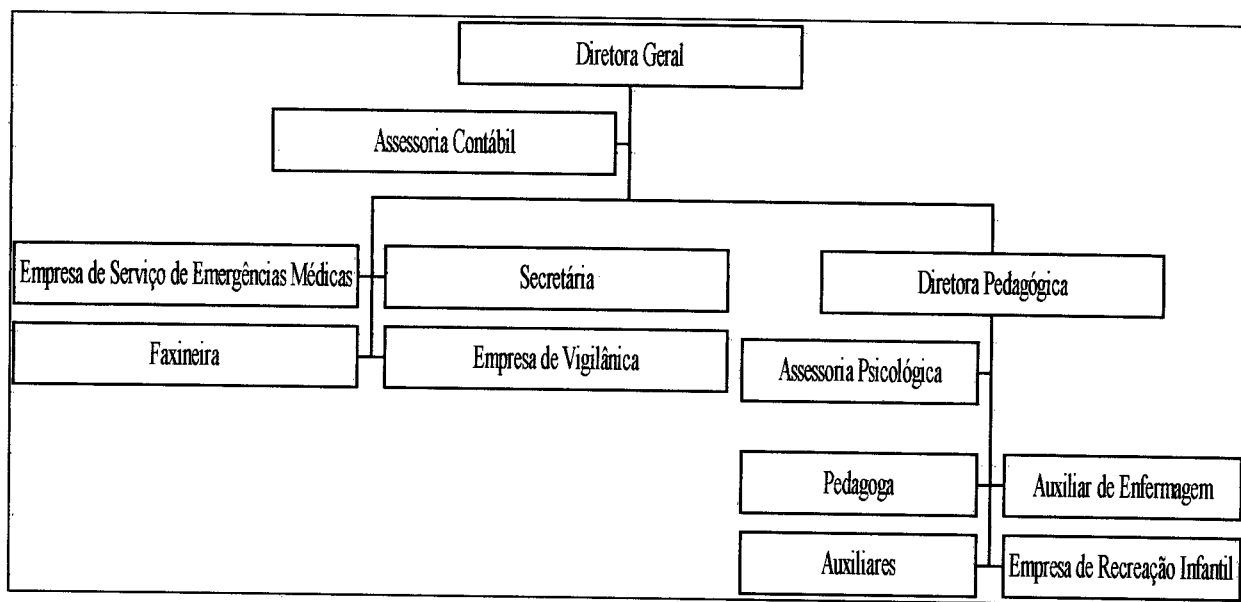 Diretora Geral
Assessoria Contábil
Empresa de Serviço de Emergências Médicas
Secretária
Diretora Pedagógica
Faxineira
Empresa de Vigilânica
Assessoria Psicológica
Pedagoga
Auxiliar de Enfermagem
Auxiliares
Empresa de Recreação Infantil